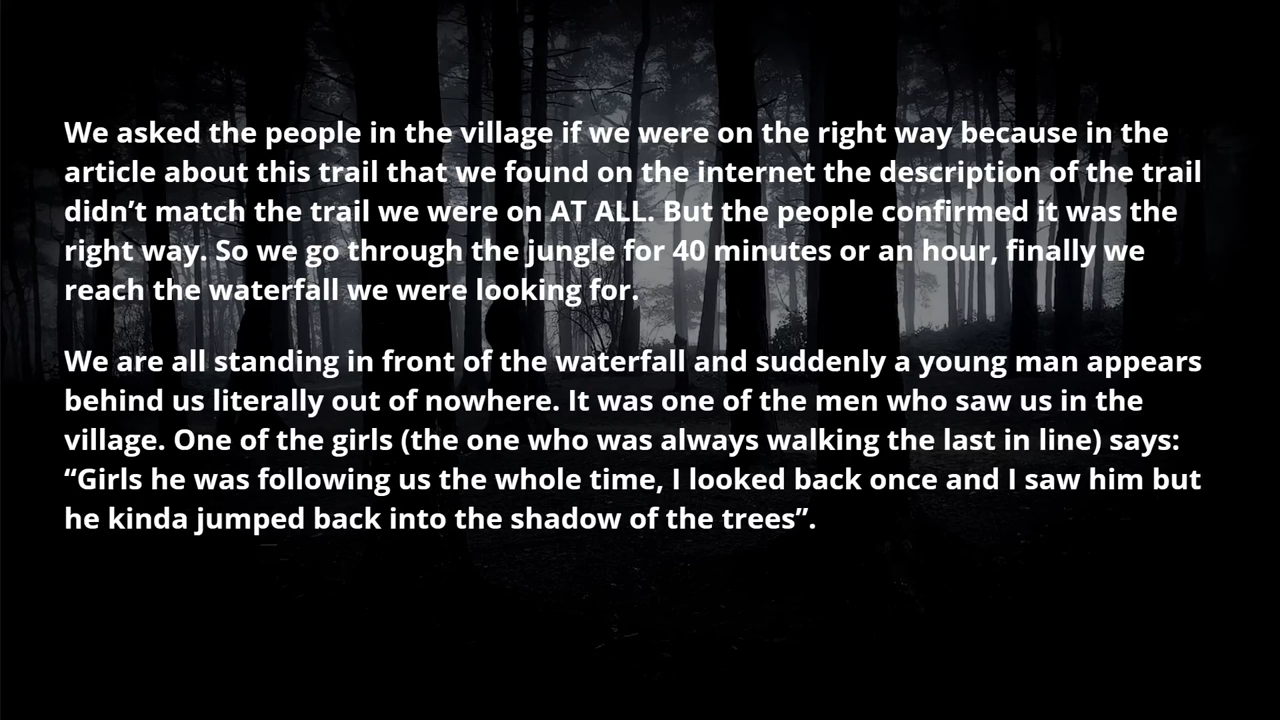 We asked the people in the village if we were on the right way because in the
article about this trail that we found on the internet the description of the trail
didn’t match the trail we were on AT ALL. But the people confirmed it was the
right way. So we go through the jungle for 40 minutes or an hour, finally we
reach the waterfall we were looking for.
We are all standing in front of the waterfall and suddenly a young man appears
behind us literally out of nowhere. It was one of the men who saw us in the
village. One of the girls (the one who was always walking the last in line) says:
“Girls he was following us the whole time, I looked back once and I saw him but
he kinda jumped back into the shadow of the trees”.